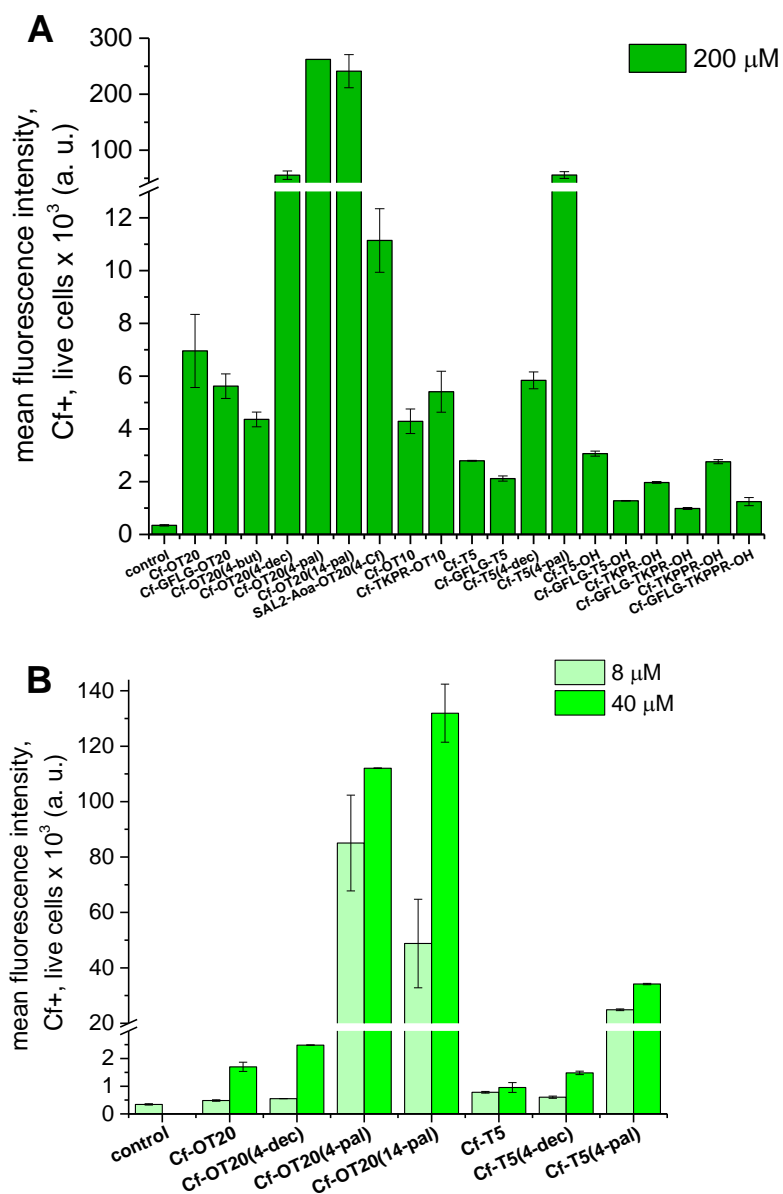 A
200 μM
mean fluorescence intensity,
Cf+, live cells x 10³ (a. u.)
300
250
200
150
100
12
10
8
6
4
2
0
control
Cf-OT20
Cf-GFLG-OT20
Cf-OT20(4-but)
Cf-OT20(4-dec)
Cf-OT20(4-pal)
Cf-OT20(14-pal)
SAL2-Aoa-OT20(4-Cf)
Cf-OT10
Cf-TKPR-OT10
Cf-T5
Cf-GFLG-T5
Cf-T5(4-dec)
Cf-T5(4-pal)
Cf-T5-OH
Cf-GFLG-T5-OH
Cf-TKPR-OH
Cf-GFLG-TKPR-OH
Cf-TKPPR-OH
Cf-GFLG-TKPPR-OH
B
8 μM
40 μM
mean fluorescence intensity,
Cf+, live cells x 10³ (a. u.)
140
120
100
80
60
40
20
2
1
0
control
Cf-OT20
Cf-OT20(4-dec)
Cf-OT20(4-pal)
Cf-OT20(14-pal)
Cf-T5
Cf-T5(4-dec)
Cf-T5(4-pal)